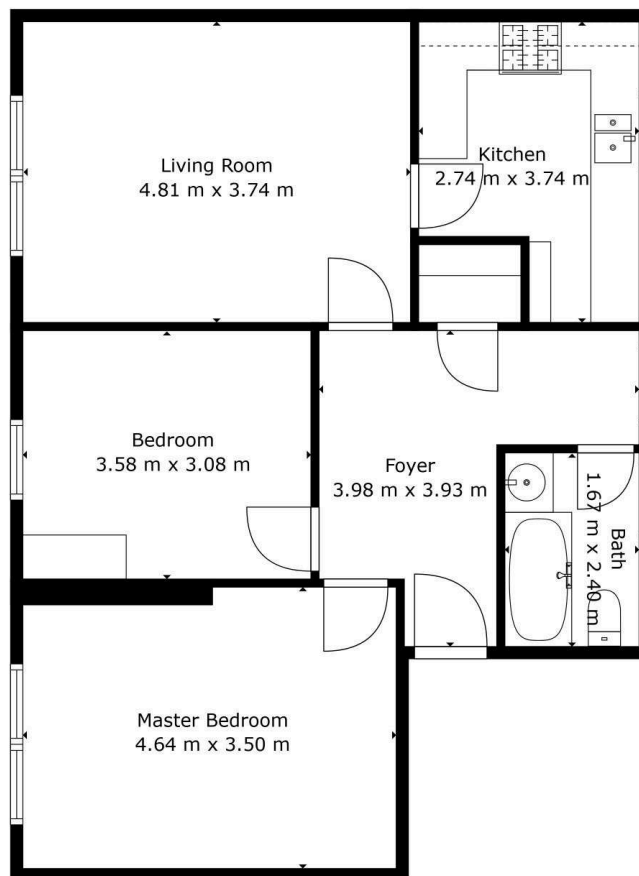 Living Room
4.81 m x 3.74 m
Kitchen
2.74 m x 3.74 m
Bedroom
3.58 m x 3.08 m
Foyer
3.98 m x 3.93 m
Bath
1.67 m x 2.40 m
Master Bedroom
4.64 m x 3.50 m